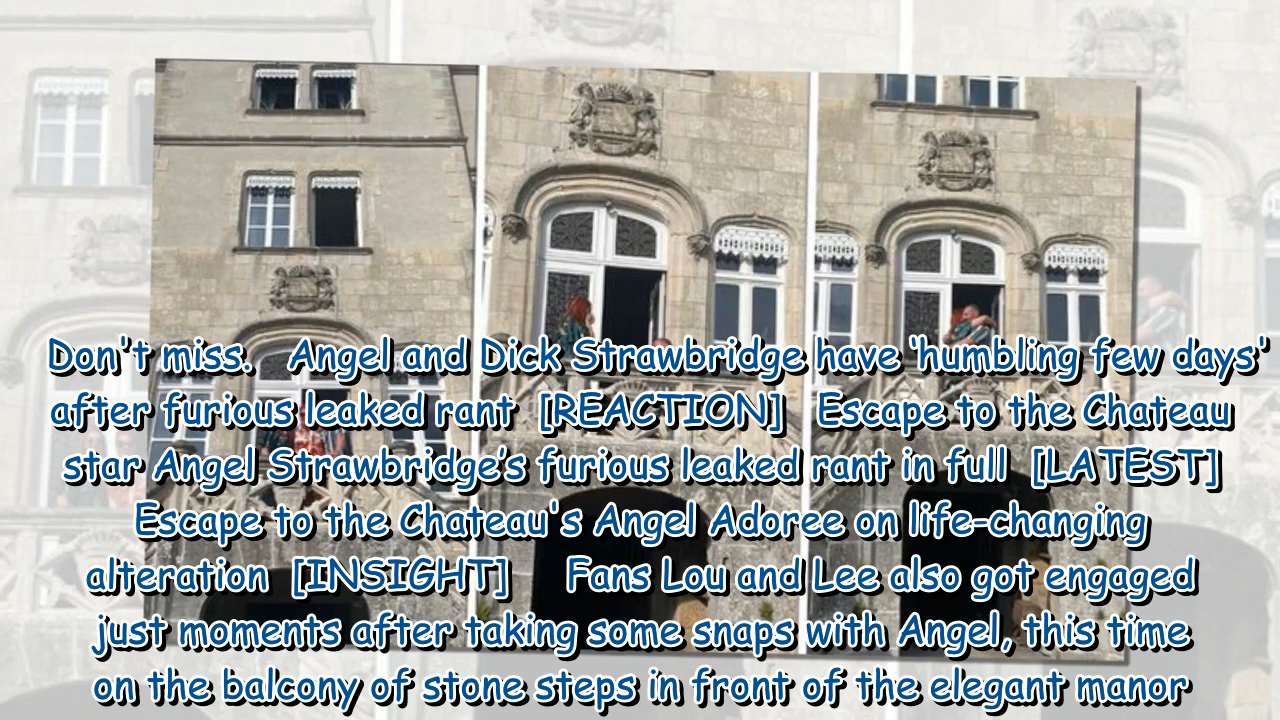 Don't miss. Angel and Dick Strawbridge have 'humbling few days'
after furious leaked rant [REACTION] Escape to the Chateau
star Angel Strawbridge's furious leaked rant in full [LATEST]
Escape to the Chateau's Angel Adoree on life-changing
alteration [INSIGHT] Fans Lou and Lee also got engaged
just moments after taking some snaps with Angel, this time
on the balcony of stone steps in front of the elegant manor